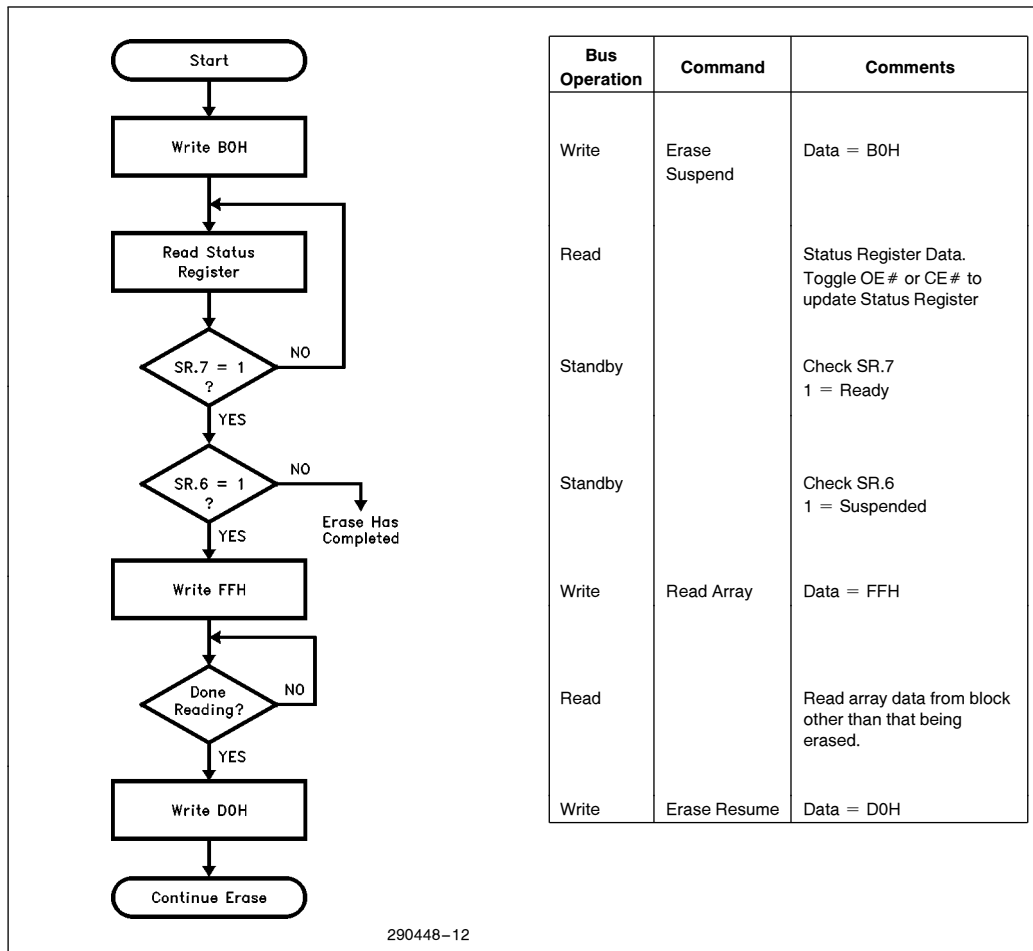 Start
Write B0H
Read Status
Register
SR.7 = 1
?
NO
YES
SR.6 = 1
?
NO
Erase Has
Completed
YES
Write FFH
Done
Reading?
NO
YES
Write D0H
Continue Erase
290448–12
Bus
Operation
Command
Comments
Write
Erase
Suspend
Data = B0H
Read
Status Register Data.
Toggle OE# or CE# to
update Status Register
Standby
Check SR.7
1 = Ready
Standby
Check SR.6
1 = Suspended
Write
Read Array
Data = FFH
Read
Read array data from block
other than that being
erased.
Write
Erase Resume
Data = D0H